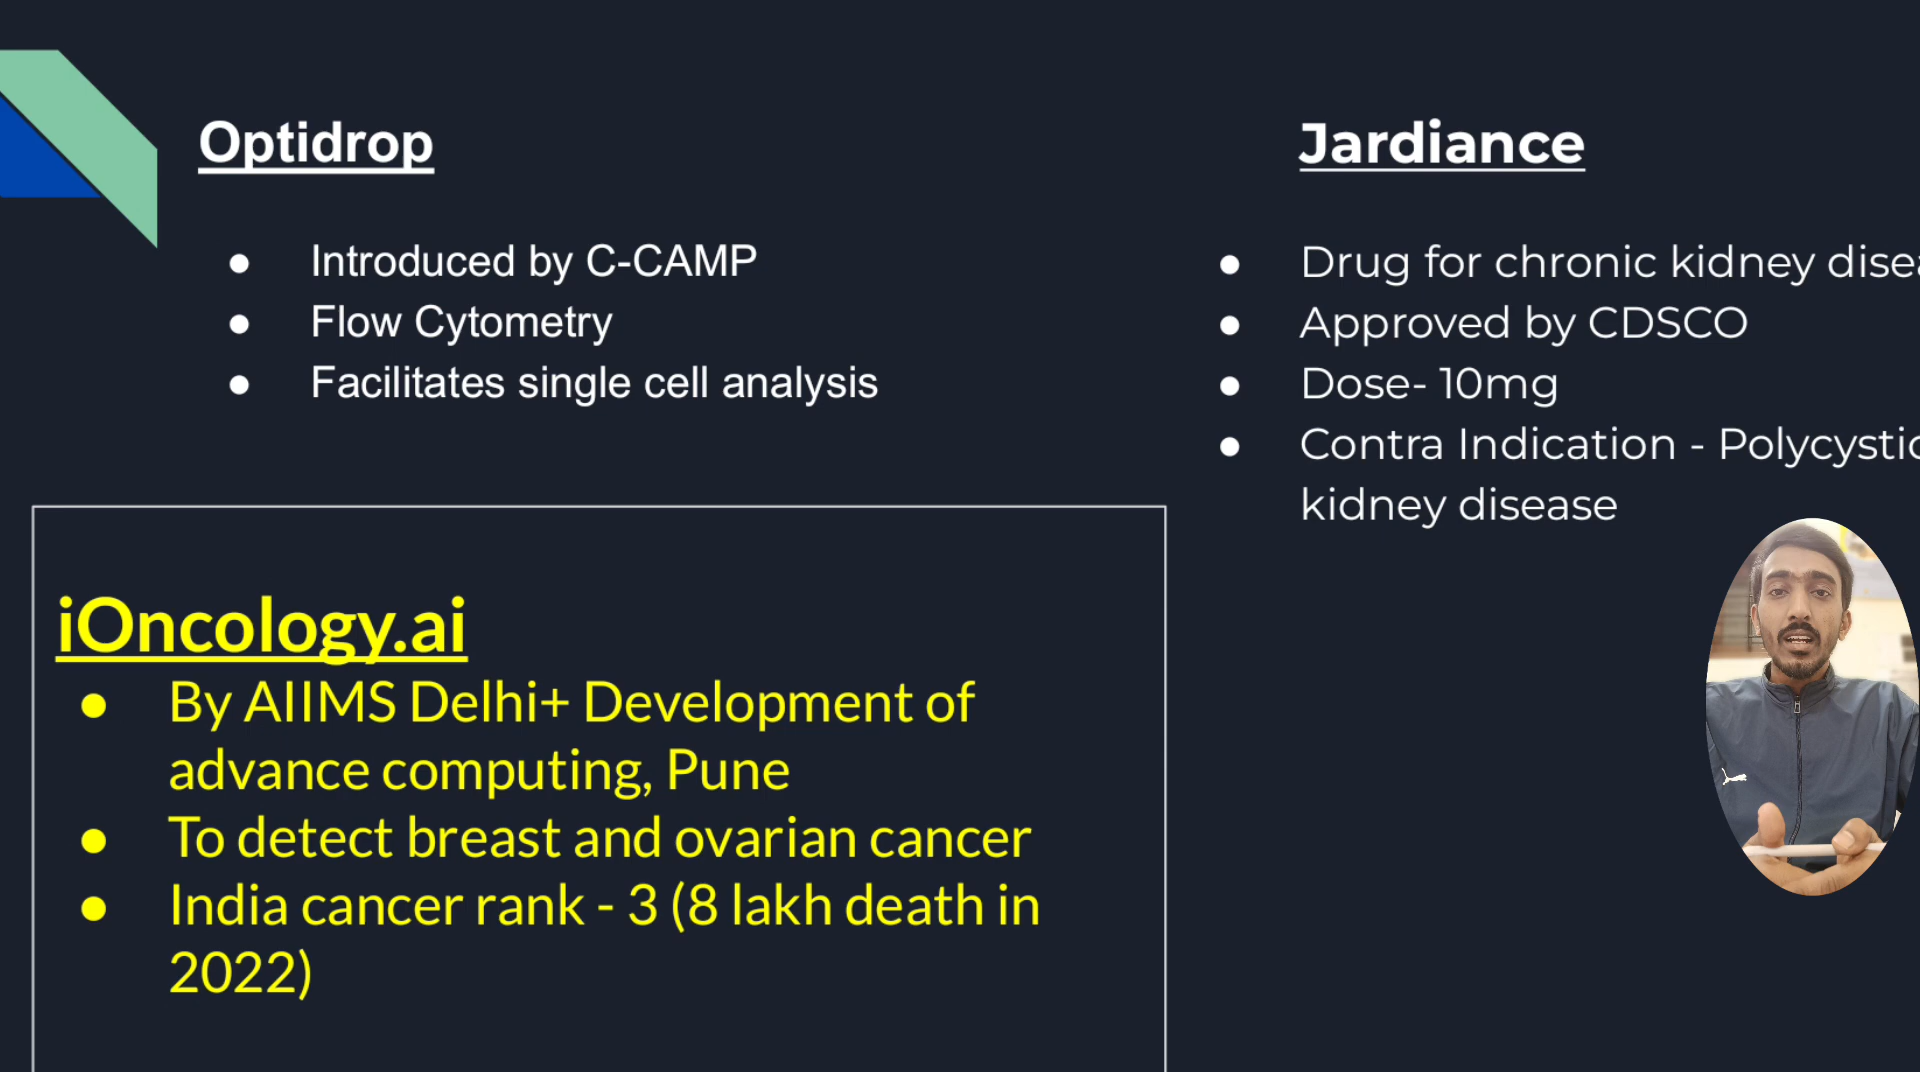 Optidrop
● Introduced by C-CAMP
● Flow Cytometry
● Facilitates single cell analysis
Jardiance
● Drug for chronic kidney
● Approved by CDSCO
● Dose- 10mg
● Contra Indication - Polycystic
kidney disease
iOncology.ai
● By AIIMS Delhi+ Development of
advance computing, Pune
● To detect breast and ovarian cancer
● India cancer rank - 3 (8 lakh death in
2022)